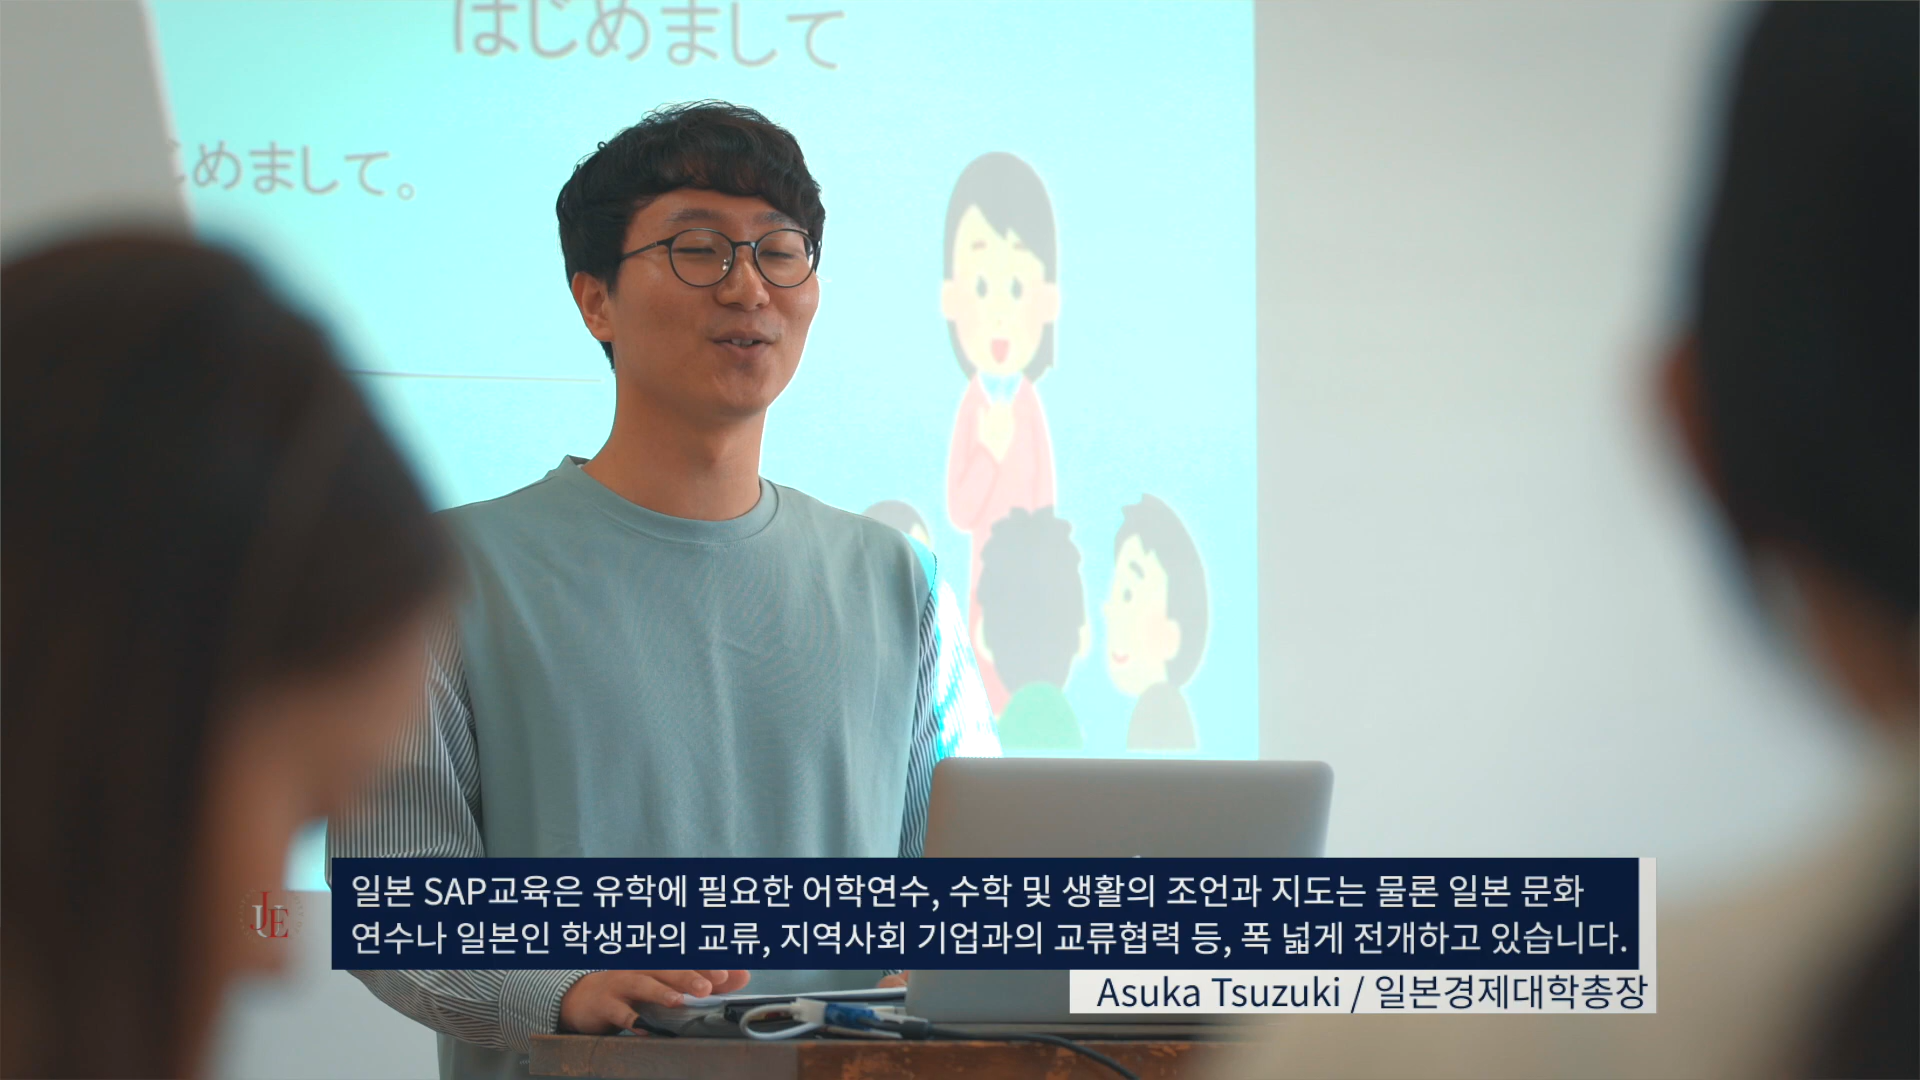 はじめまして
じめまして。
일본 SAP교육은 유학에 필요한 어학연수, 수학 및 생활의 조언과 지도는 물론 일본 문화
연수나 일본인 학생과의 교류, 지역사회 기업과의 교류협력 등, 폭 넓게 전개하고 있습니다.
JUE
Asuka Tsuzuki / 일본경제대학총장